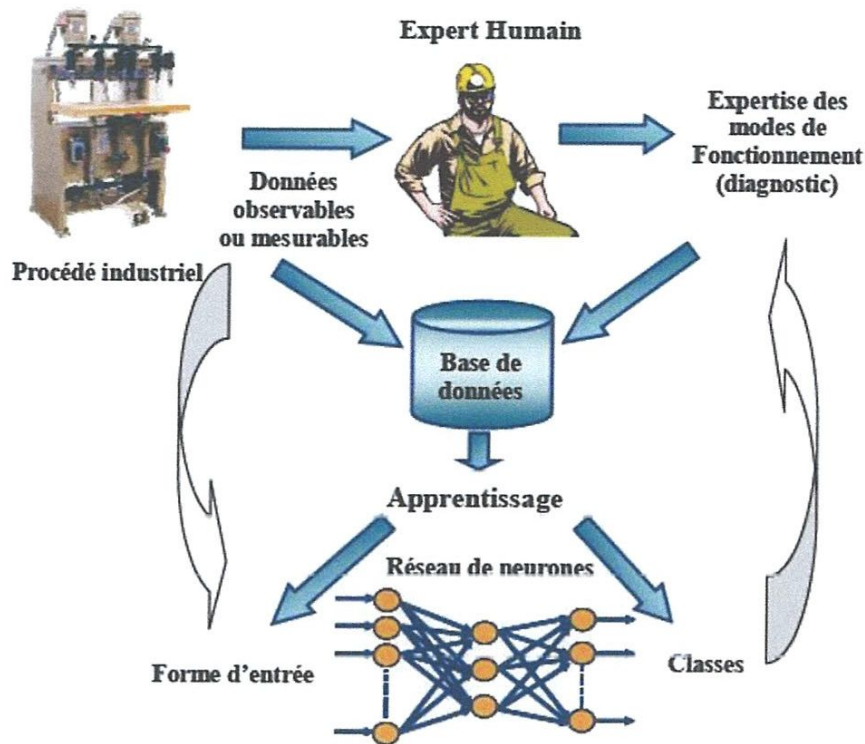 Expert Humain
Expertise des
modes de
Fonctionnement
(diagnostic)
Données
observables
ou mesurables
Procédé industriel
Base de
données
Apprentissage
Réseau de neurones
Forme d'entrée
Classes